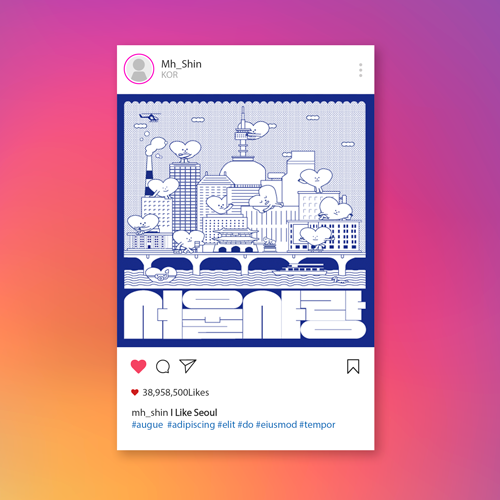 Mh_Shin
KOR
서울사랑
38,958,500Likes
mh_shin I Like Seoul
#augue #adipiscing #elit #do #eiusmod #tempor